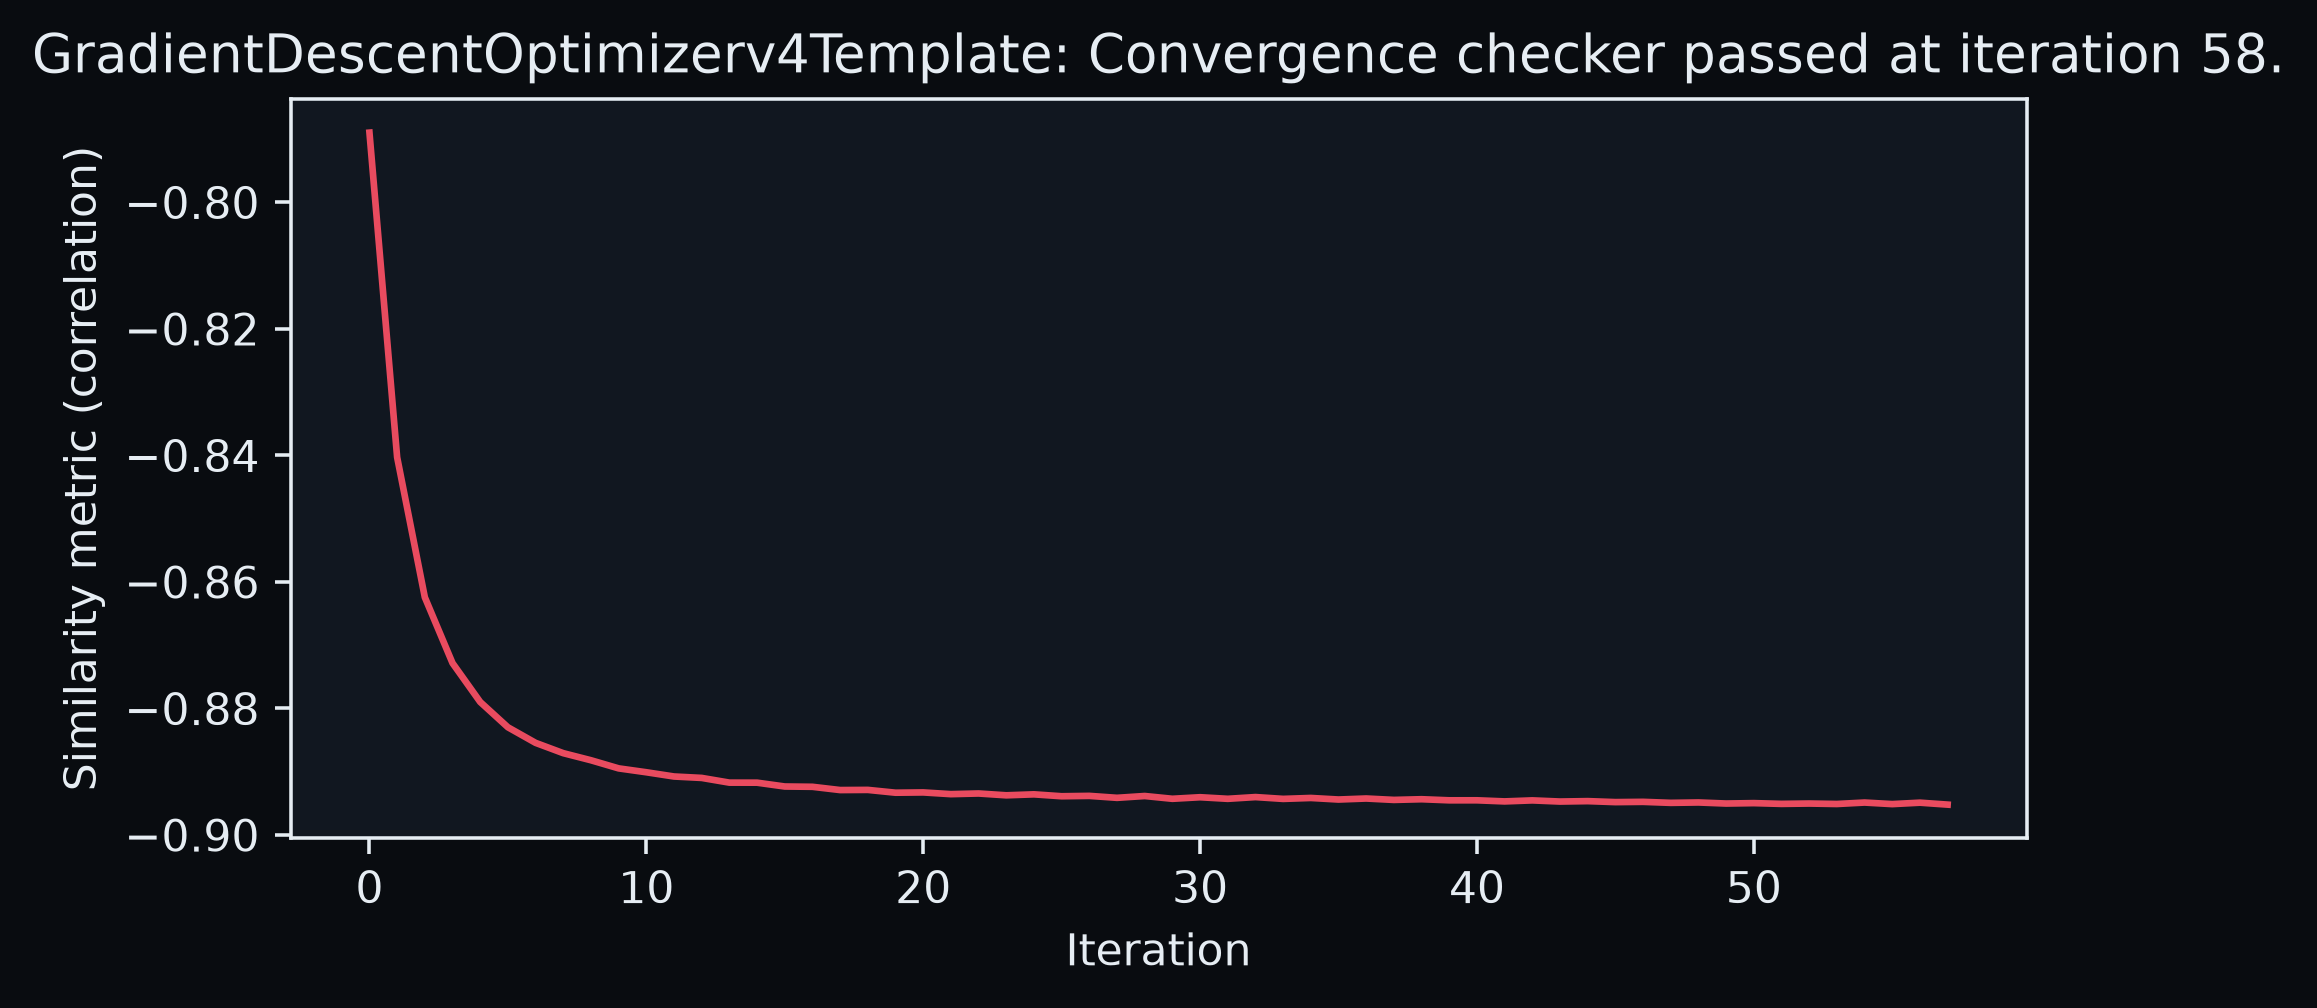 GradientDescentOptimizerv4Template: Convergence checker passed at iteration 58.
Similarity metric (correlation)
−0.80
−0.82
−0.84
−0.86
−0.88
−0.90
0 10 20 30 40 50
Iteration